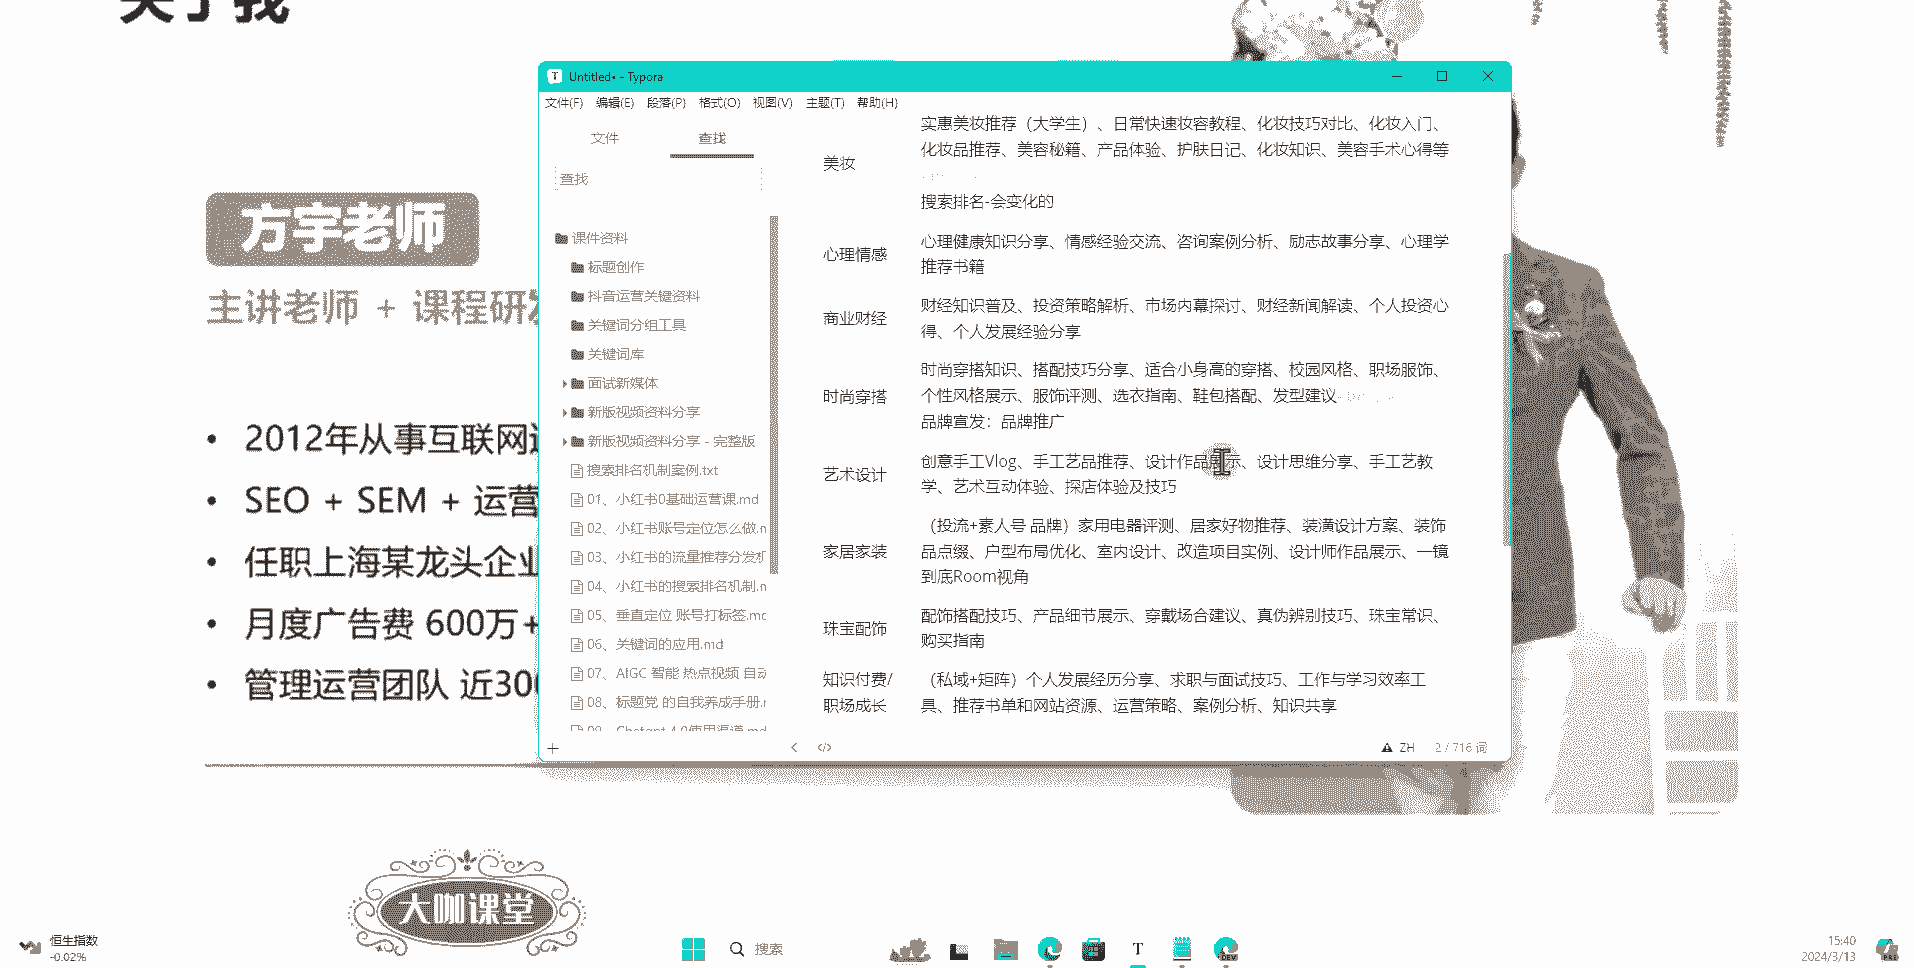 关于我
方宇老师
主讲老师 + 课程研发
2012年从事互联网
SEO + SEM + 运营
任职上海某龙头企业
月度广告费 600万+
管理运营团队 近300
大咖课堂
Untitled• - Typora
文件(F) 编辑(E) 段落(P) 格式(O) 视图(V) 主题(T) 帮助(H)
文件 查找
查找
课件资料
标题创作
抖音运营关键资料
关键词分组工具
关键词库
面试新媒体
新版视频资料分享
新版视频资料分享 - 完整版
搜索排名机制案例.txt
01、小红书0基础运营课.md
02、小红书账号定位怎么做.m
03、小红书的流量推荐分发机
04、小红书的搜索排名机制.m
05、垂直定位 账号打标签.md
06、关键词的应用.md
07、AIGC 智能 热点视频 自动
08、标题党 的自我养成手册.m
09、Chatgpt 4.0使用渠道.md
美妆
实惠美妆推荐（大学生）、日常快速妆容教程、化妆技巧对比、化妆入门、
化妆品推荐、美容秘籍、产品体验、护肤日记、化妆知识、美容手术心得等
搜索排名-会变化的
心理情感
心理健康知识分享、情感经验交流、咨询案例分析、励志故事分享、心理学
推荐书籍
商业财经
财经知识普及、投资策略解析、市场内幕探讨、财经新闻解读、个人投资心
得、个人发展经验分享
时尚穿搭
时尚穿搭知识、搭配技巧分享、适合小身高的穿搭、校园风格、职场服饰、
个性风格展示、服饰评测、选衣指南、鞋包搭配、发型建议
品牌宣发：品牌推广
艺术设计
创意手工Vlog、手工艺品推荐、设计作品展示、设计思维分享、手工艺教
学、艺术互动体验、探店体验及技巧
家居家装
（投流+素人号 品牌）家用电器评测、居家好物推荐、装潢设计方案、装饰
品点缀、户型布局优化、室内设计、改造项目实例、设计师作品展示、一镜
到底Room视角
珠宝配饰
配饰搭配技巧、产品细节展示、穿戴场合建议、真伪辨别技巧、珠宝常识、
购买指南
知识付费/
职场成长
（私域+矩阵）个人发展经历分享、求职与面试技巧、工作与学习效率工
具、推荐书单和网站资源、运营策略、案例分析、知识共享
ZH 2 / 716 词
恒生指数
-0.02%
搜索
T
DEV
15:40
2024/3/13
PRE